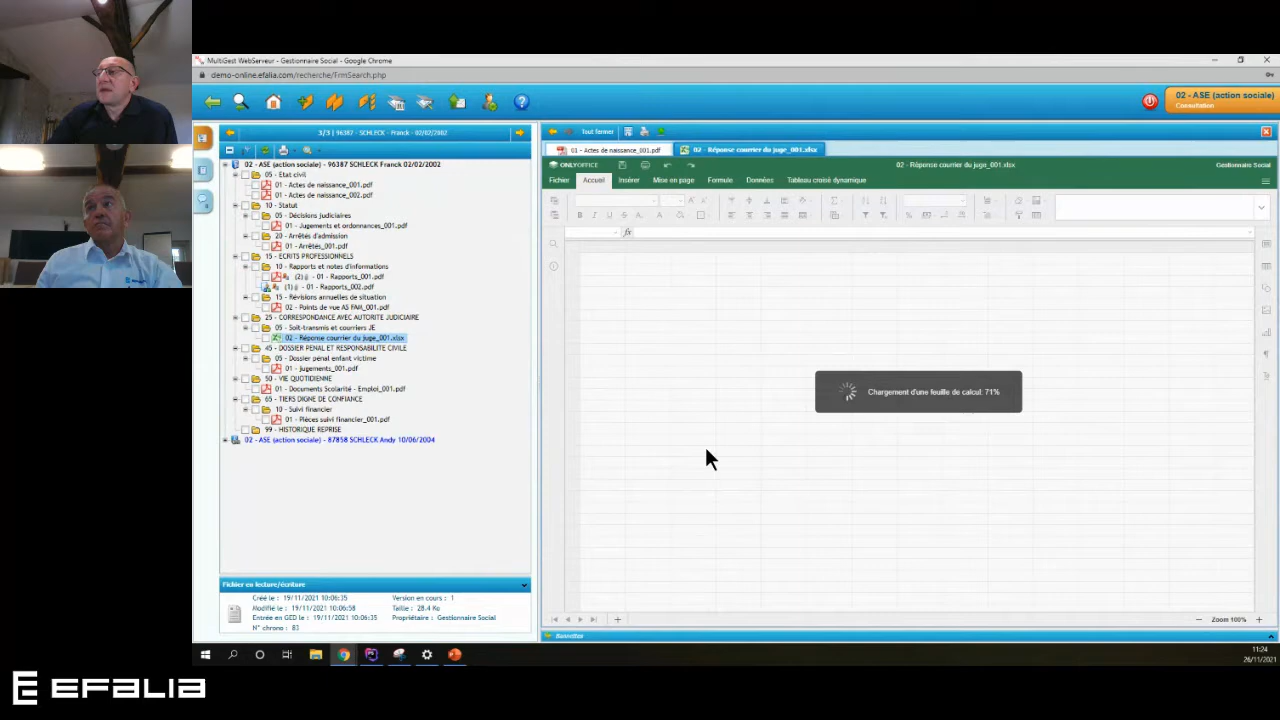 MultiGest WebServeur - Gestionnaire Social - Google Chrome
demo-online.efalia.com/recherche/FrmSearch.php
02 - ASE (action sociale)
Consultation
3/3 | 96387 - SCHLECK - Franck - 02/02/2002
02 - ASE (action sociale) - 96387 SCHLECK Franck 02/02/2002
05 - Etat civil
01 - Actes de naissance_001.pdf
01 - Actes de naissance_002.pdf
10 - Statut
05 - Décisions judiciaires
01 - Jugements et ordonnances_001.pdf
20 - Arrêtés d'admission
01 - Arrêtés_001.pdf
15 - ECRITS PROFESSIONNELS
10 - Rapports et notes d'informations
(2) - 01 - Rapports_001.pdf
(1) - 01 - Rapports_002.pdf
15 - Révisions annuelles de situation
02 - Points de vue AS FAM_001.pdf
25 - CORRESPONDANCE AVEC AUTORITE JUDICIAIRE
05 - Soit-transmis et courriers JE
02 - Réponse courrier du juge_001.xlsx
45 - DOSSIER PENAL ET RESPONSABILITE CIVILE
05 - Dossier pénal enfant victime
01 - jugements_001.pdf
50 - VIE QUOTIDIENNE
01 - Documents Scolarité - Emploi_001.pdf
65 - TIERS DIGNE DE CONFIANCE
10 - Suivi financier
01 - Pièces suivi financier_001.pdf
99 - HISTORIQUE REPRISE
02 - ASE (action sociale) - 87858 SCHLECK Andy 10/06/2004
Fichier en lecture/écriture
Créé le : 19/11/2021 10:06:35 Version en cours : 1
Modifié le : 19/11/2021 10:06:58 Taille : 28.4 Ko
Entrée en GED le : 19/11/2021 10:06:35 Propriétaire : Gestionnaire Social
N° chrono : 83
Tout fermer
01 - Actes de naissance_001.pdf 02 - Réponse courrier du juge_001.xlsx
ONLYOFFICE 02 - Réponse courrier du juge_001.xlsx Gestionnaire Social
Fichier Accueil Insérer Mise en page Formule Données Tableau croisé dynamique
fx
Chargement d'une feuille de calcul: 71%
Zoom 100%
Bannettes
11:24
26/11/2021
EFALIA